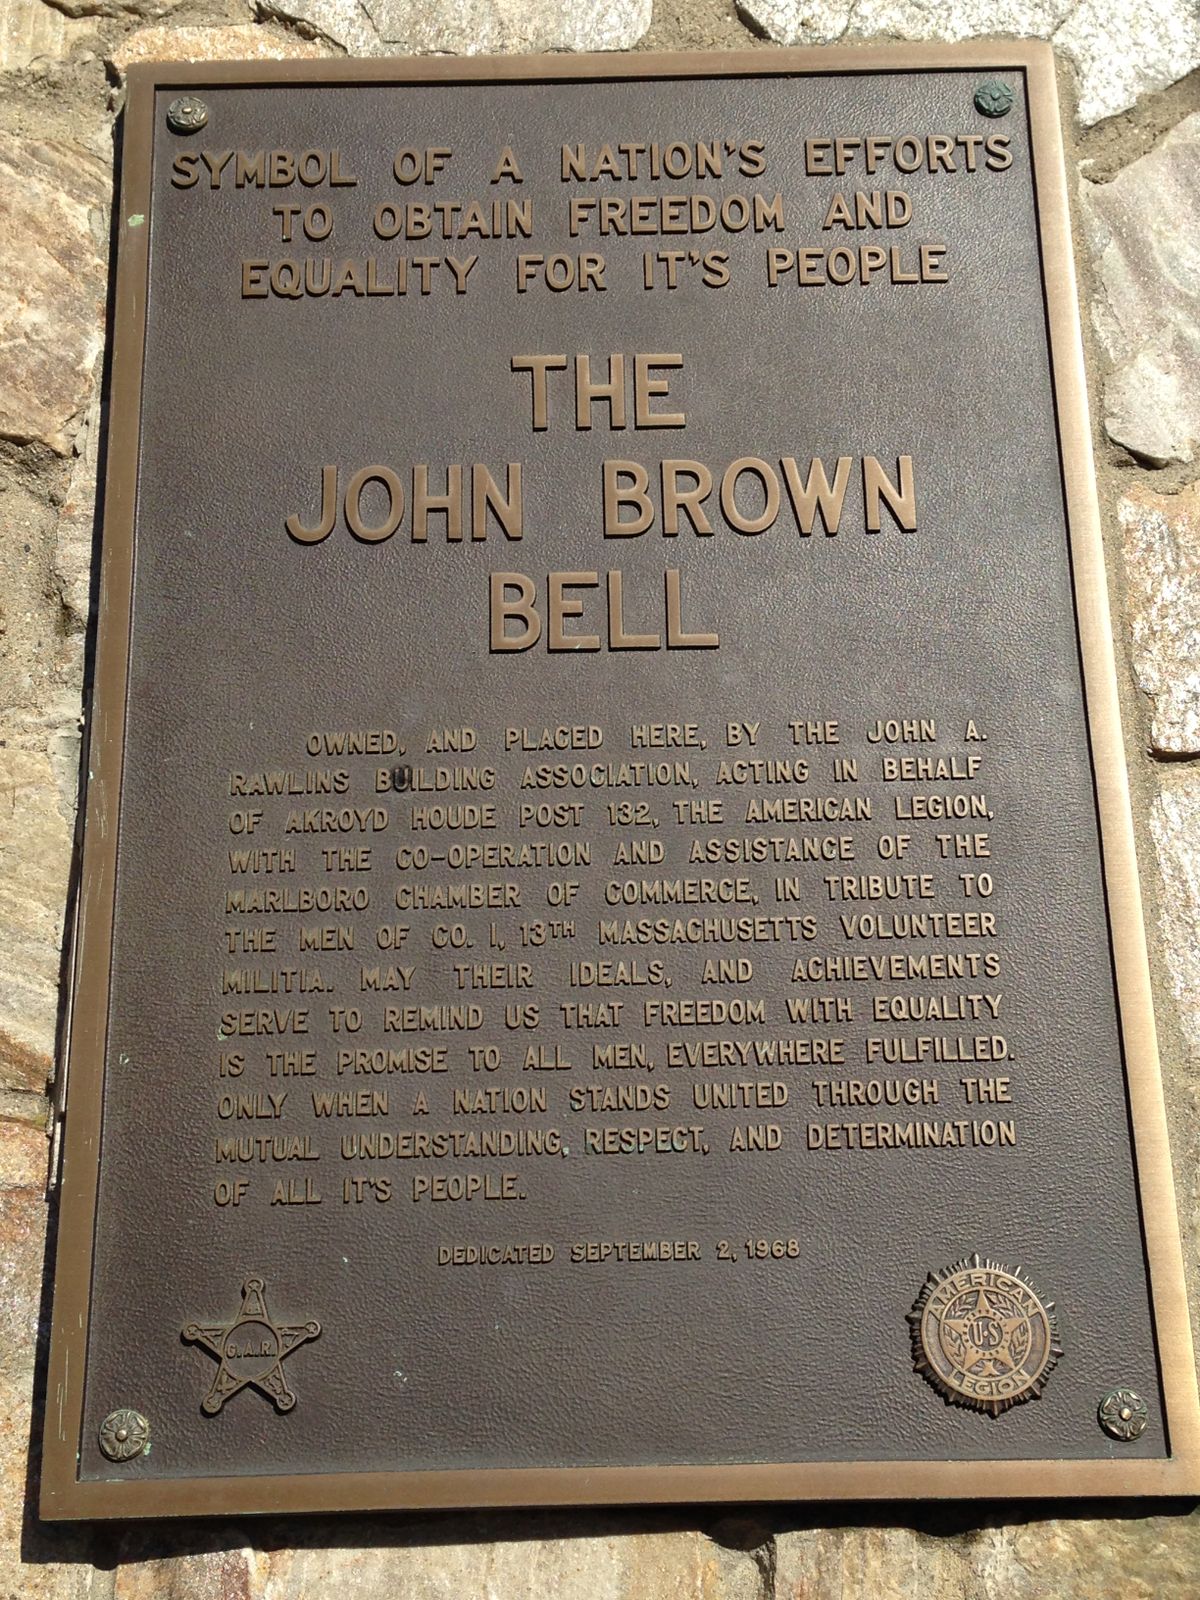 SYMBOL OF A NATION'S EFFORTS
TO OBTAIN FREEDOM AND
EQUALITY FOR IT'S PEOPLE
THE
JOHN BROWN
BELL
OWNED, AND PLACED HERE, BY THE JOHN A.
RAWLINS BUILDING ASSOCIATION, ACTING IN BEHALF
OF AKROYD HOUDE POST 132, THE AMERICAN LEGION,
WITH THE CO-OPERATION AND ASSISTANCE OF THE
MARLBORO CHAMBER OF COMMERCE, IN TRIBUTE TO
THE MEN OF CO. I, 13TH MASSACHUSETTS VOLUNTEER
MILITIA. MAY THEIR IDEALS, AND ACHIEVEMENTS
SERVE TO REMIND US THAT FREEDOM WITH EQUALITY
IS THE PROMISE TO ALL MEN, EVERYWHERE FULFILLED.
ONLY WHEN A NATION STANDS UNITED THROUGH THE
MUTUAL UNDERSTANDING, RESPECT, AND DETERMINATION
OF ALL IT'S PEOPLE.
DEDICATED SEPTEMBER 2, 1968
G.A.R.
AMERICAN
U·S
LEGION